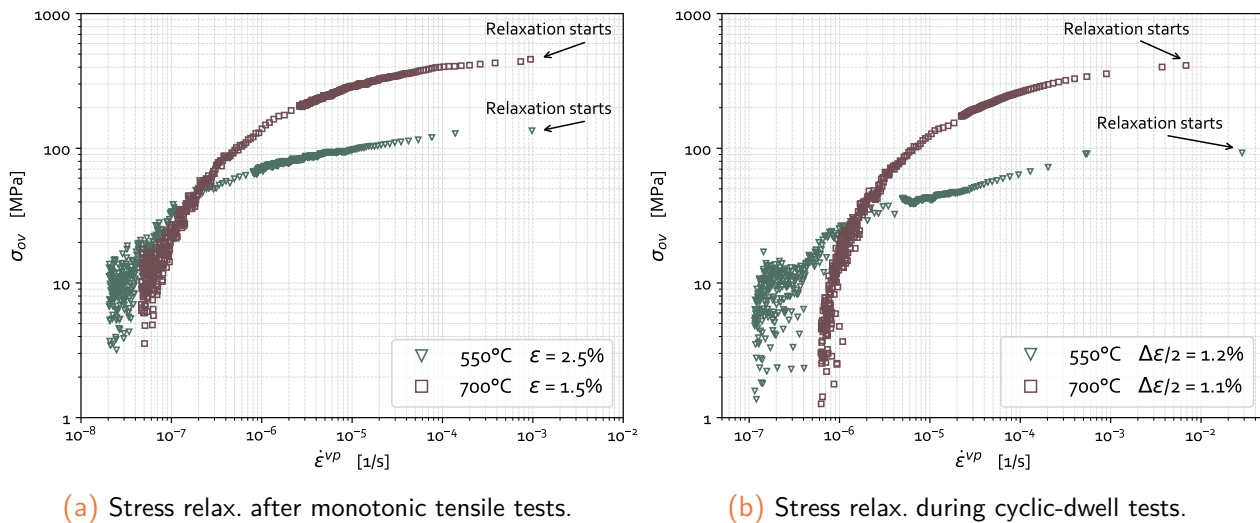 1000
100
10
1
σov [MPa]
10⁻⁸ 10⁻⁷ 10⁻⁶ 10⁻⁵ 10⁻⁴ 10⁻³ 10⁻²
ε̇ᵛᵖ [1/s]
Relaxation starts
Relaxation starts
550°C ε = 2.5%
700°C ε = 1.5%
(a) Stress relax. after monotonic tensile tests.
1000
100
10
1
σov [MPa]
10⁻⁷ 10⁻⁶ 10⁻⁵ 10⁻⁴ 10⁻³ 10⁻²
ε̇ᵛᵖ [1/s]
Relaxation starts
Relaxation starts
550°C Δε/2 = 1.2%
700°C Δε/2 = 1.1%
(b) Stress relax. during cyclic-dwell tests.